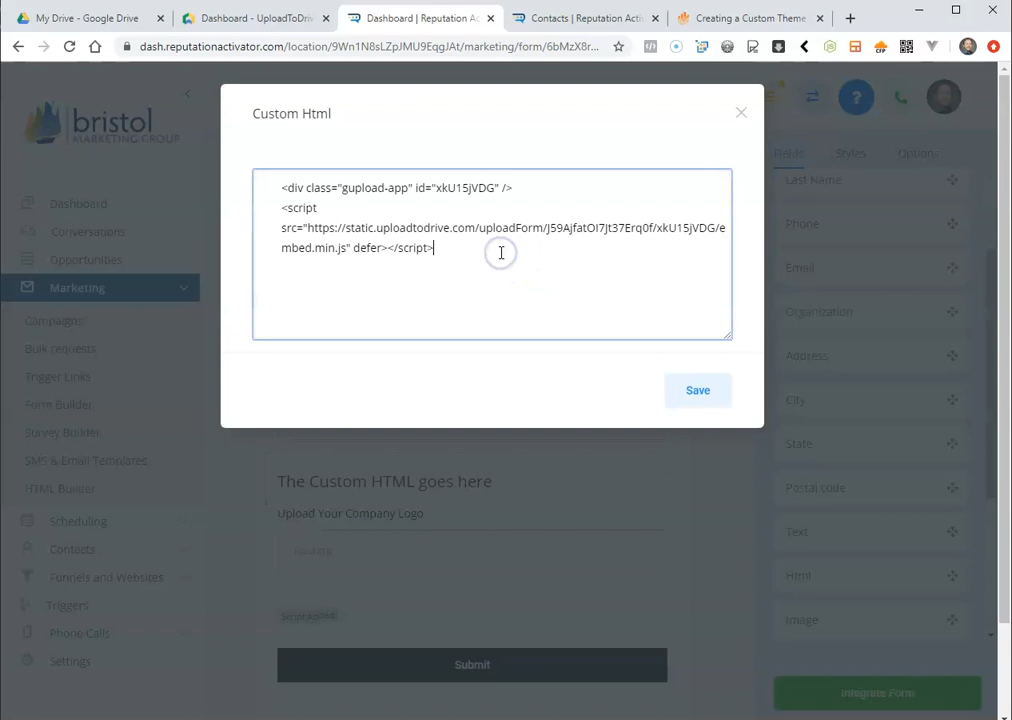 My Drive - Google Drive
Dashboard - UploadToDriv
Dashboard | Reputation Ac
Contacts | Reputation Acti
Creating a Custom Theme
dash.reputationactivator.com/location/9Wn1N8sLZpJMU9EqgJAt/marketing/form/6bMzX8r...
bristol
MARKETING GROUP
Dashboard
Conversations
Opportunities
Marketing
Campaigns
Bulk requests
Trigger Links
Form Builder
Survey Builder
SMS & Email Templates
HTML Builder
Scheduling
Contacts
Funnels and Websites
Triggers
Phone Calls
Settings
Custom Html
<div class="gupload-app" id="xkU15jVDG" />
<script
src="https://static.uploadtodrive.com/uploadForm/J59AjfatOI7Jt37Erq0f/xkU15jVDG/e
mbed.min.js" defer></script>
Save
The Custom HTML goes here
Upload Your Company Logo
Submit
Fields
Styles
Options
Last Name
Phone
Email
Organization
Address
City
State
Postal code
Text
Html
Image
Integrate Form